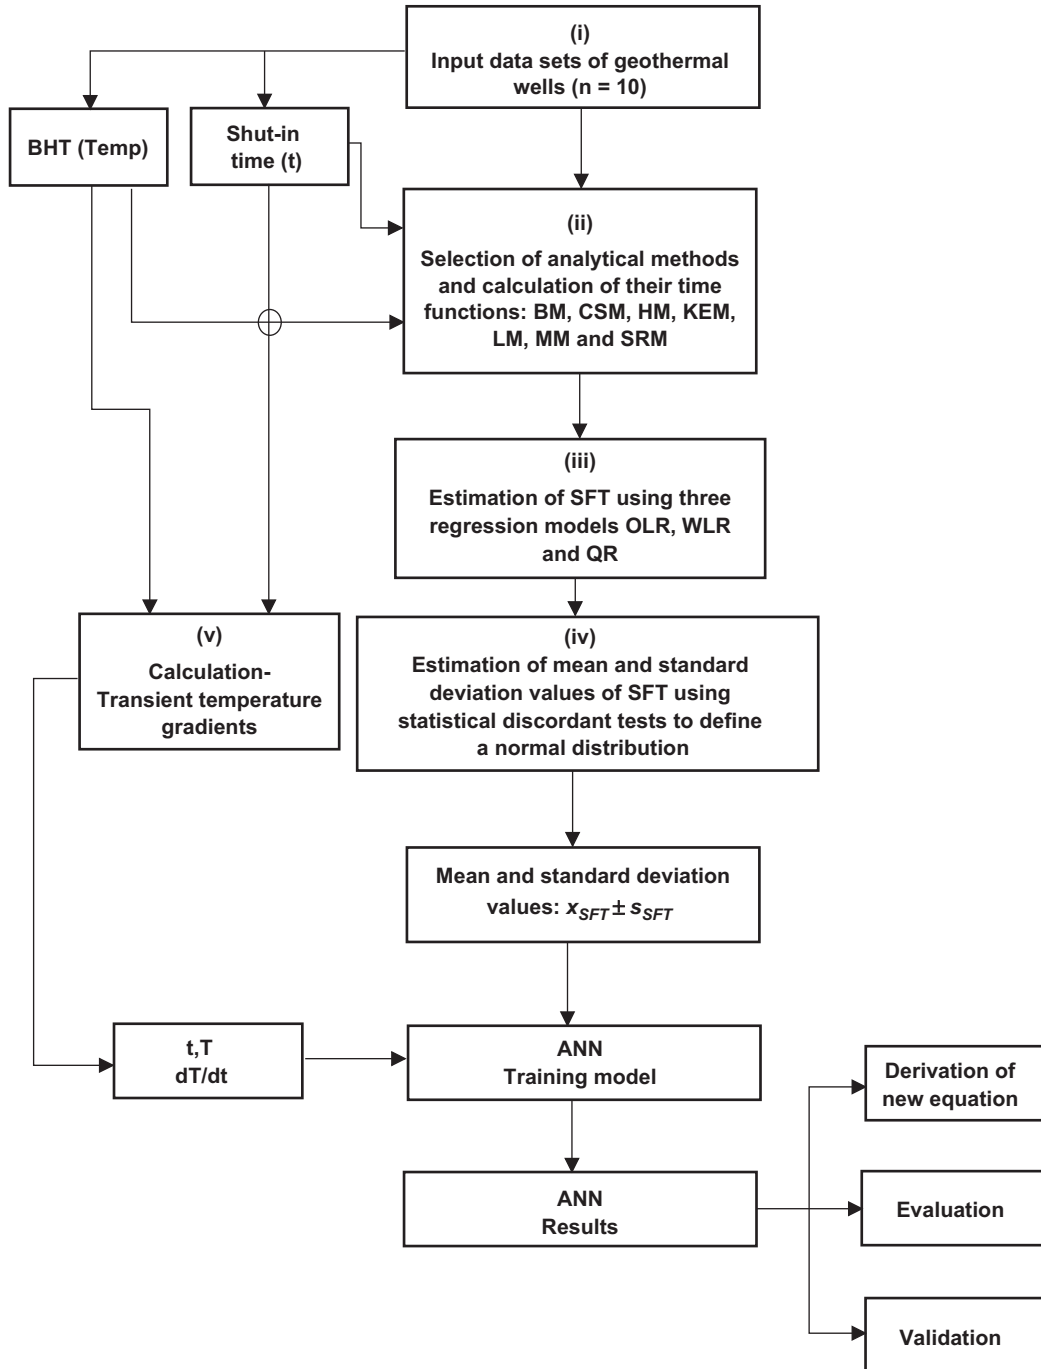 (i)
Input data sets of geothermal
wells (n = 10)
BHT (Temp)
Shut-in
time (t)
(ii)
Selection of analytical methods
and calculation of their time
functions: BM, CSM, HM, KEM,
LM, MM and SRM
(iii)
Estimation of SFT using three
regression models OLR, WLR
and QR
(iv)
Estimation of mean and standard
deviation values of SFT using
statistical discordant tests to define
a normal distribution
(v)
Calculation-
Transient temperature
gradients
Mean and standard deviation
values: x_SFT ± s_SFT
t,T
dT/dt
ANN
Training model
ANN
Results
Derivation of
new equation
Evaluation
Validation